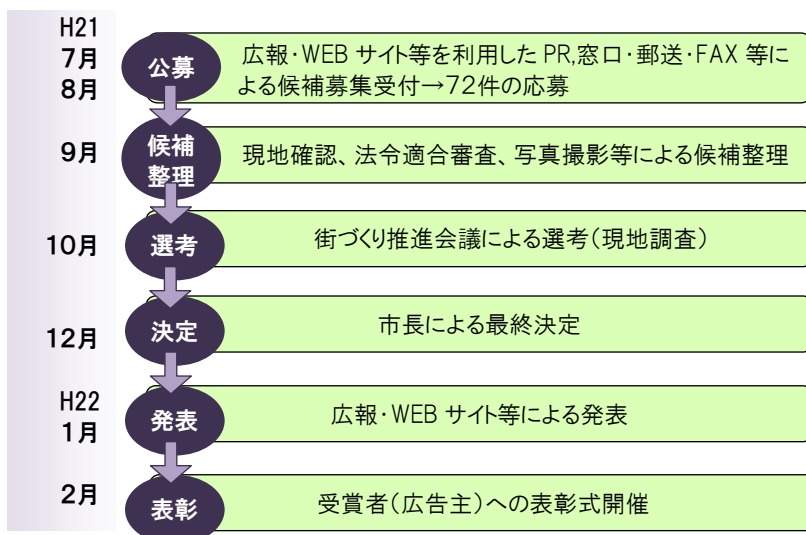 H21
7月
8月
公募
広報・WEB サイト等を利用した PR,窓口・郵送・FAX 等に
よる候補募集受付→72件の応募
9月
候補
整理
現地確認、法令適合審査、写真撮影等による候補整理
10月
選考
街づくり推進会議による選考(現地調査)
12月
決定
市長による最終決定
H22
1月
発表
広報・WEB サイト等による発表
2月
表彰
受賞者(広告主)への表彰式開催